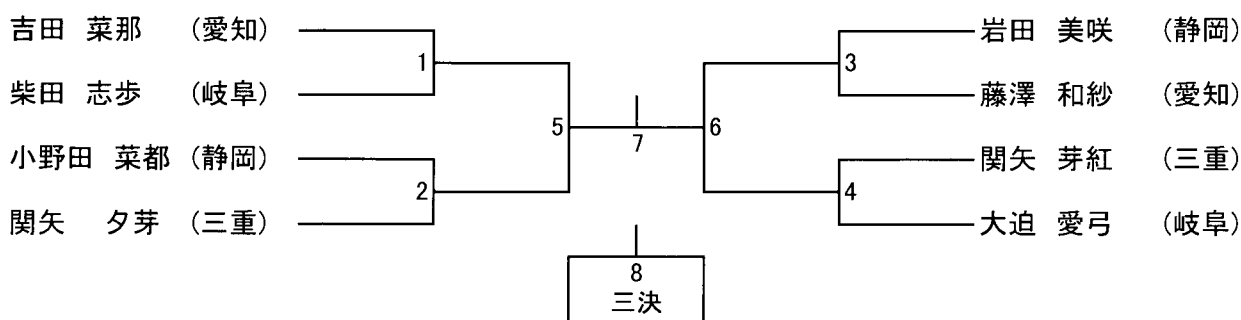 吉田 菜那 (愛知)
柴田 志歩 (岐阜)
小野田 菜都 (静岡)
関矢 夕芽 (三重)
1
2
5
7
6
3
4
岩田 美咲 (静岡)
藤澤 和紗 (愛知)
関矢 芽紅 (三重)
大迫 愛弓 (岐阜)
8
三決